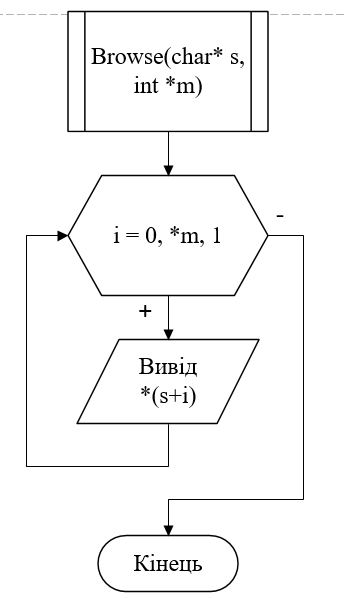 Browse(char* s,
int *m)
i = 0, *m, 1
-
+
Вивід
*(s+i)
Кінець